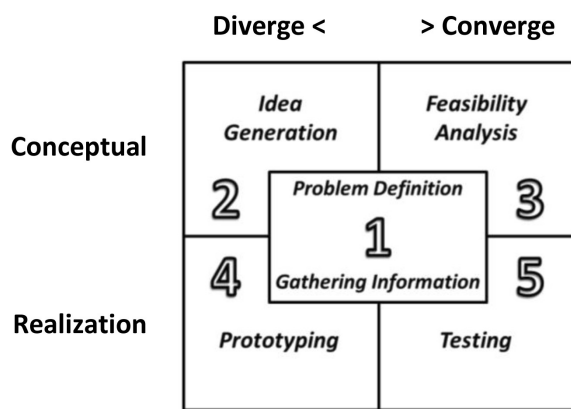 Diverge < > Converge
Conceptual
Idea
Generation
Feasibility
Analysis
2
3
Problem Definition
1
Gathering Information
4
5
Realization
Prototyping
Testing